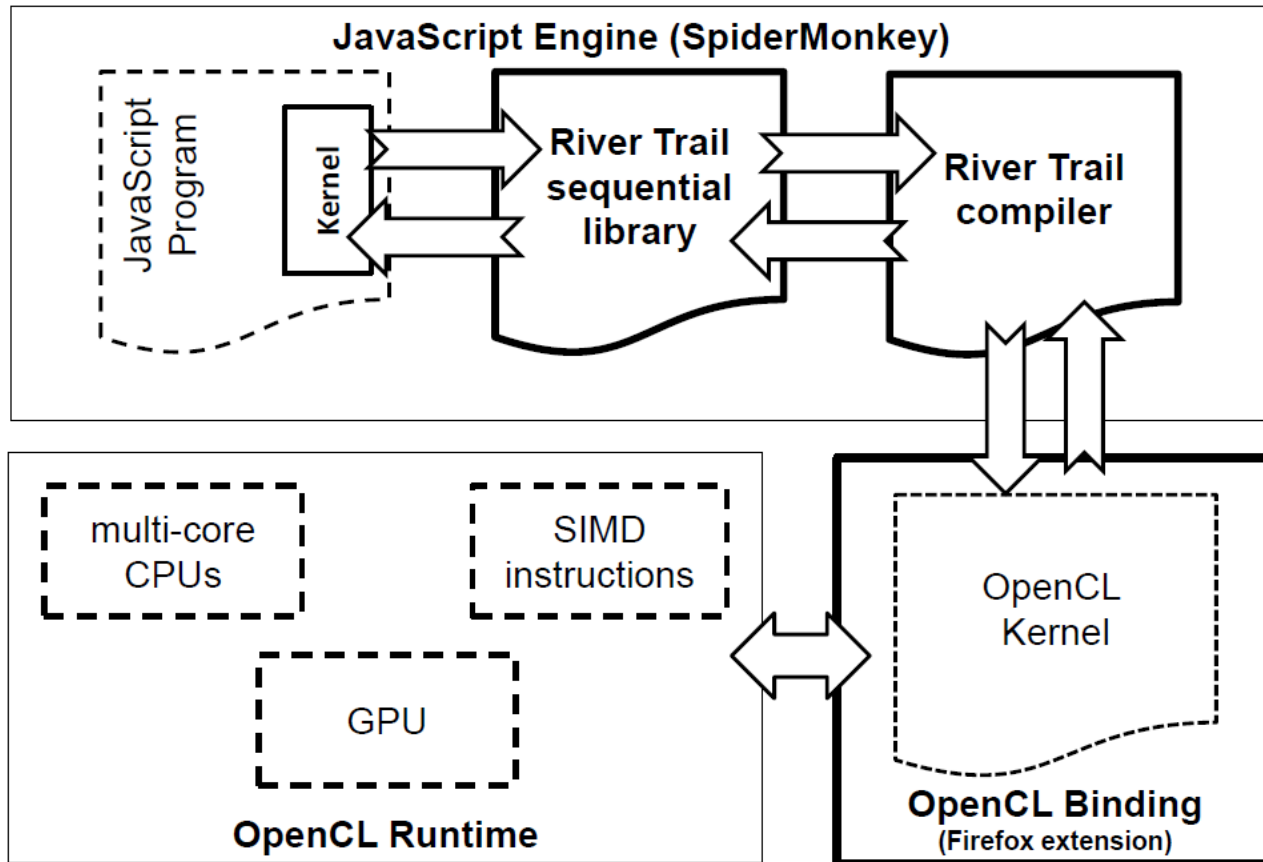 JavaScript Engine (SpiderMonkey)
JavaScript
Program
Kernel
River Trail
sequential
library
River Trail
compiler
multi-core
CPUs
SIMD
instructions
GPU
OpenCL Runtime
OpenCL
Kernel
OpenCL Binding
(Firefox extension)